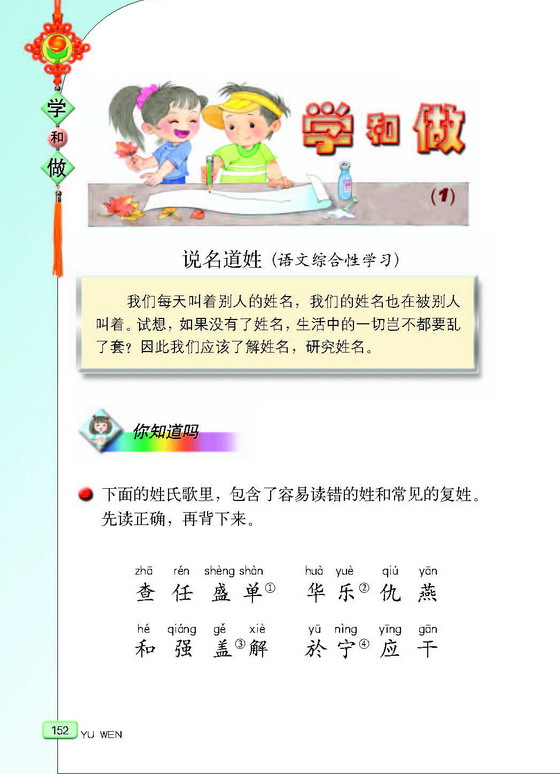 学
和
做
学和做
(1)
说名道姓（语文综合性学习）
我们每天叫着别人的姓名，我们的姓名也在被别人
叫着。试想，如果没有了姓名，生活中的一切岂不都要乱
了套？因此我们应该了解姓名，研究姓名。
你知道吗
下面的姓氏歌里，包含了容易读错的姓和常见的复姓。
先读正确，再背下来。
zhā rén shèng shàn huà yuè qiú yān
查 任 盛 单① 华 乐② 仇 燕
hé qiáng gě xiè yū nìng yīng gān
和 强 盖③ 解 於 宁④ 应 干
152 YU WEN